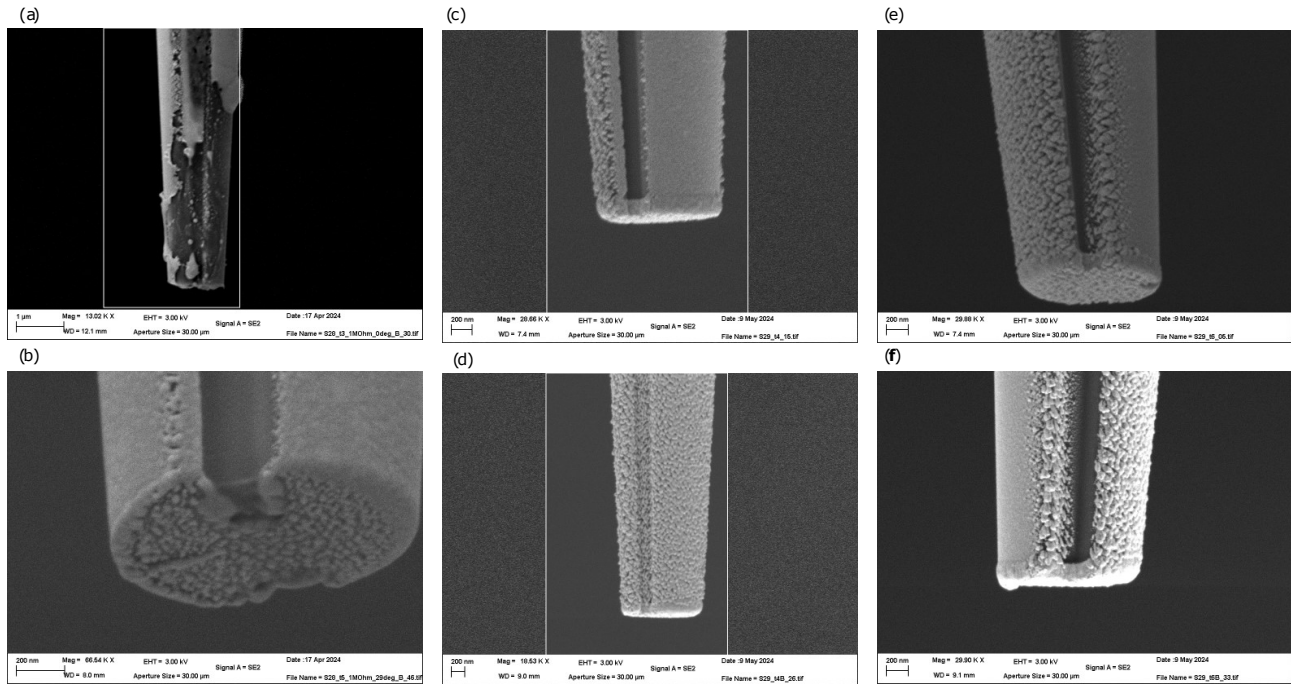 (a)
1 µm
Mag = 13.02 K X
WD = 12.1 mm
EHT = 3.00 kV
Aperture Size = 30.00 µm
Signal A = SE2
Date :17 Apr 2024
File Name = S28_t3_1MOhm_0deg_B_30.tif
(b)
200 nm
Mag = 66.54 K X
WD = 8.0 mm
EHT = 3.00 kV
Aperture Size = 30.00 µm
Signal A = SE2
Date :17 Apr 2024
File Name = S28_t5_1MOhm_29deg_B_46.tif
(c)
200 nm
Mag = 28.66 K X
WD = 7.4 mm
EHT = 3.00 kV
Aperture Size = 30.00 µm
Signal A = SE2
Date :9 May 2024
File Name = S29_t4_15.tif
(d)
200 nm
Mag = 18.53 K X
WD = 9.0 mm
EHT = 3.00 kV
Aperture Size = 30.00 µm
Signal A = SE2
Date :9 May 2024
File Name = S29_t4B_26.tif
(e)
200 nm
Mag = 29.88 K X
WD = 7.4 mm
EHT = 3.00 kV
Aperture Size = 30.00 µm
Signal A = SE2
Date :9 May 2024
File Name = S29_t6_05.tif
(f)
200 nm
Mag = 29.90 K X
WD = 9.1 mm
EHT = 3.00 kV
Aperture Size = 30.00 µm
Signal A = SE2
Date :9 May 2024
File Name = S29_t6B_33.tif